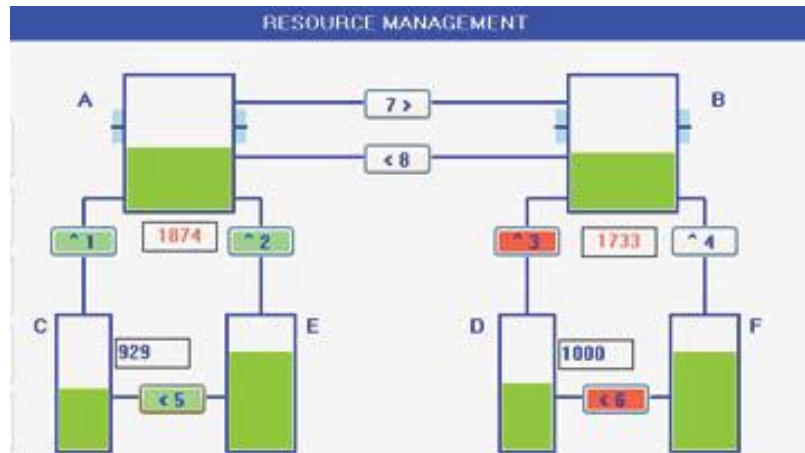 RESOURCE MANAGEMENT
A
7 >
B
< 8
^ 1
1874
^ 2
^ 3
1733
^ 4
C
E
D
F
929
1000
< 5
< 6